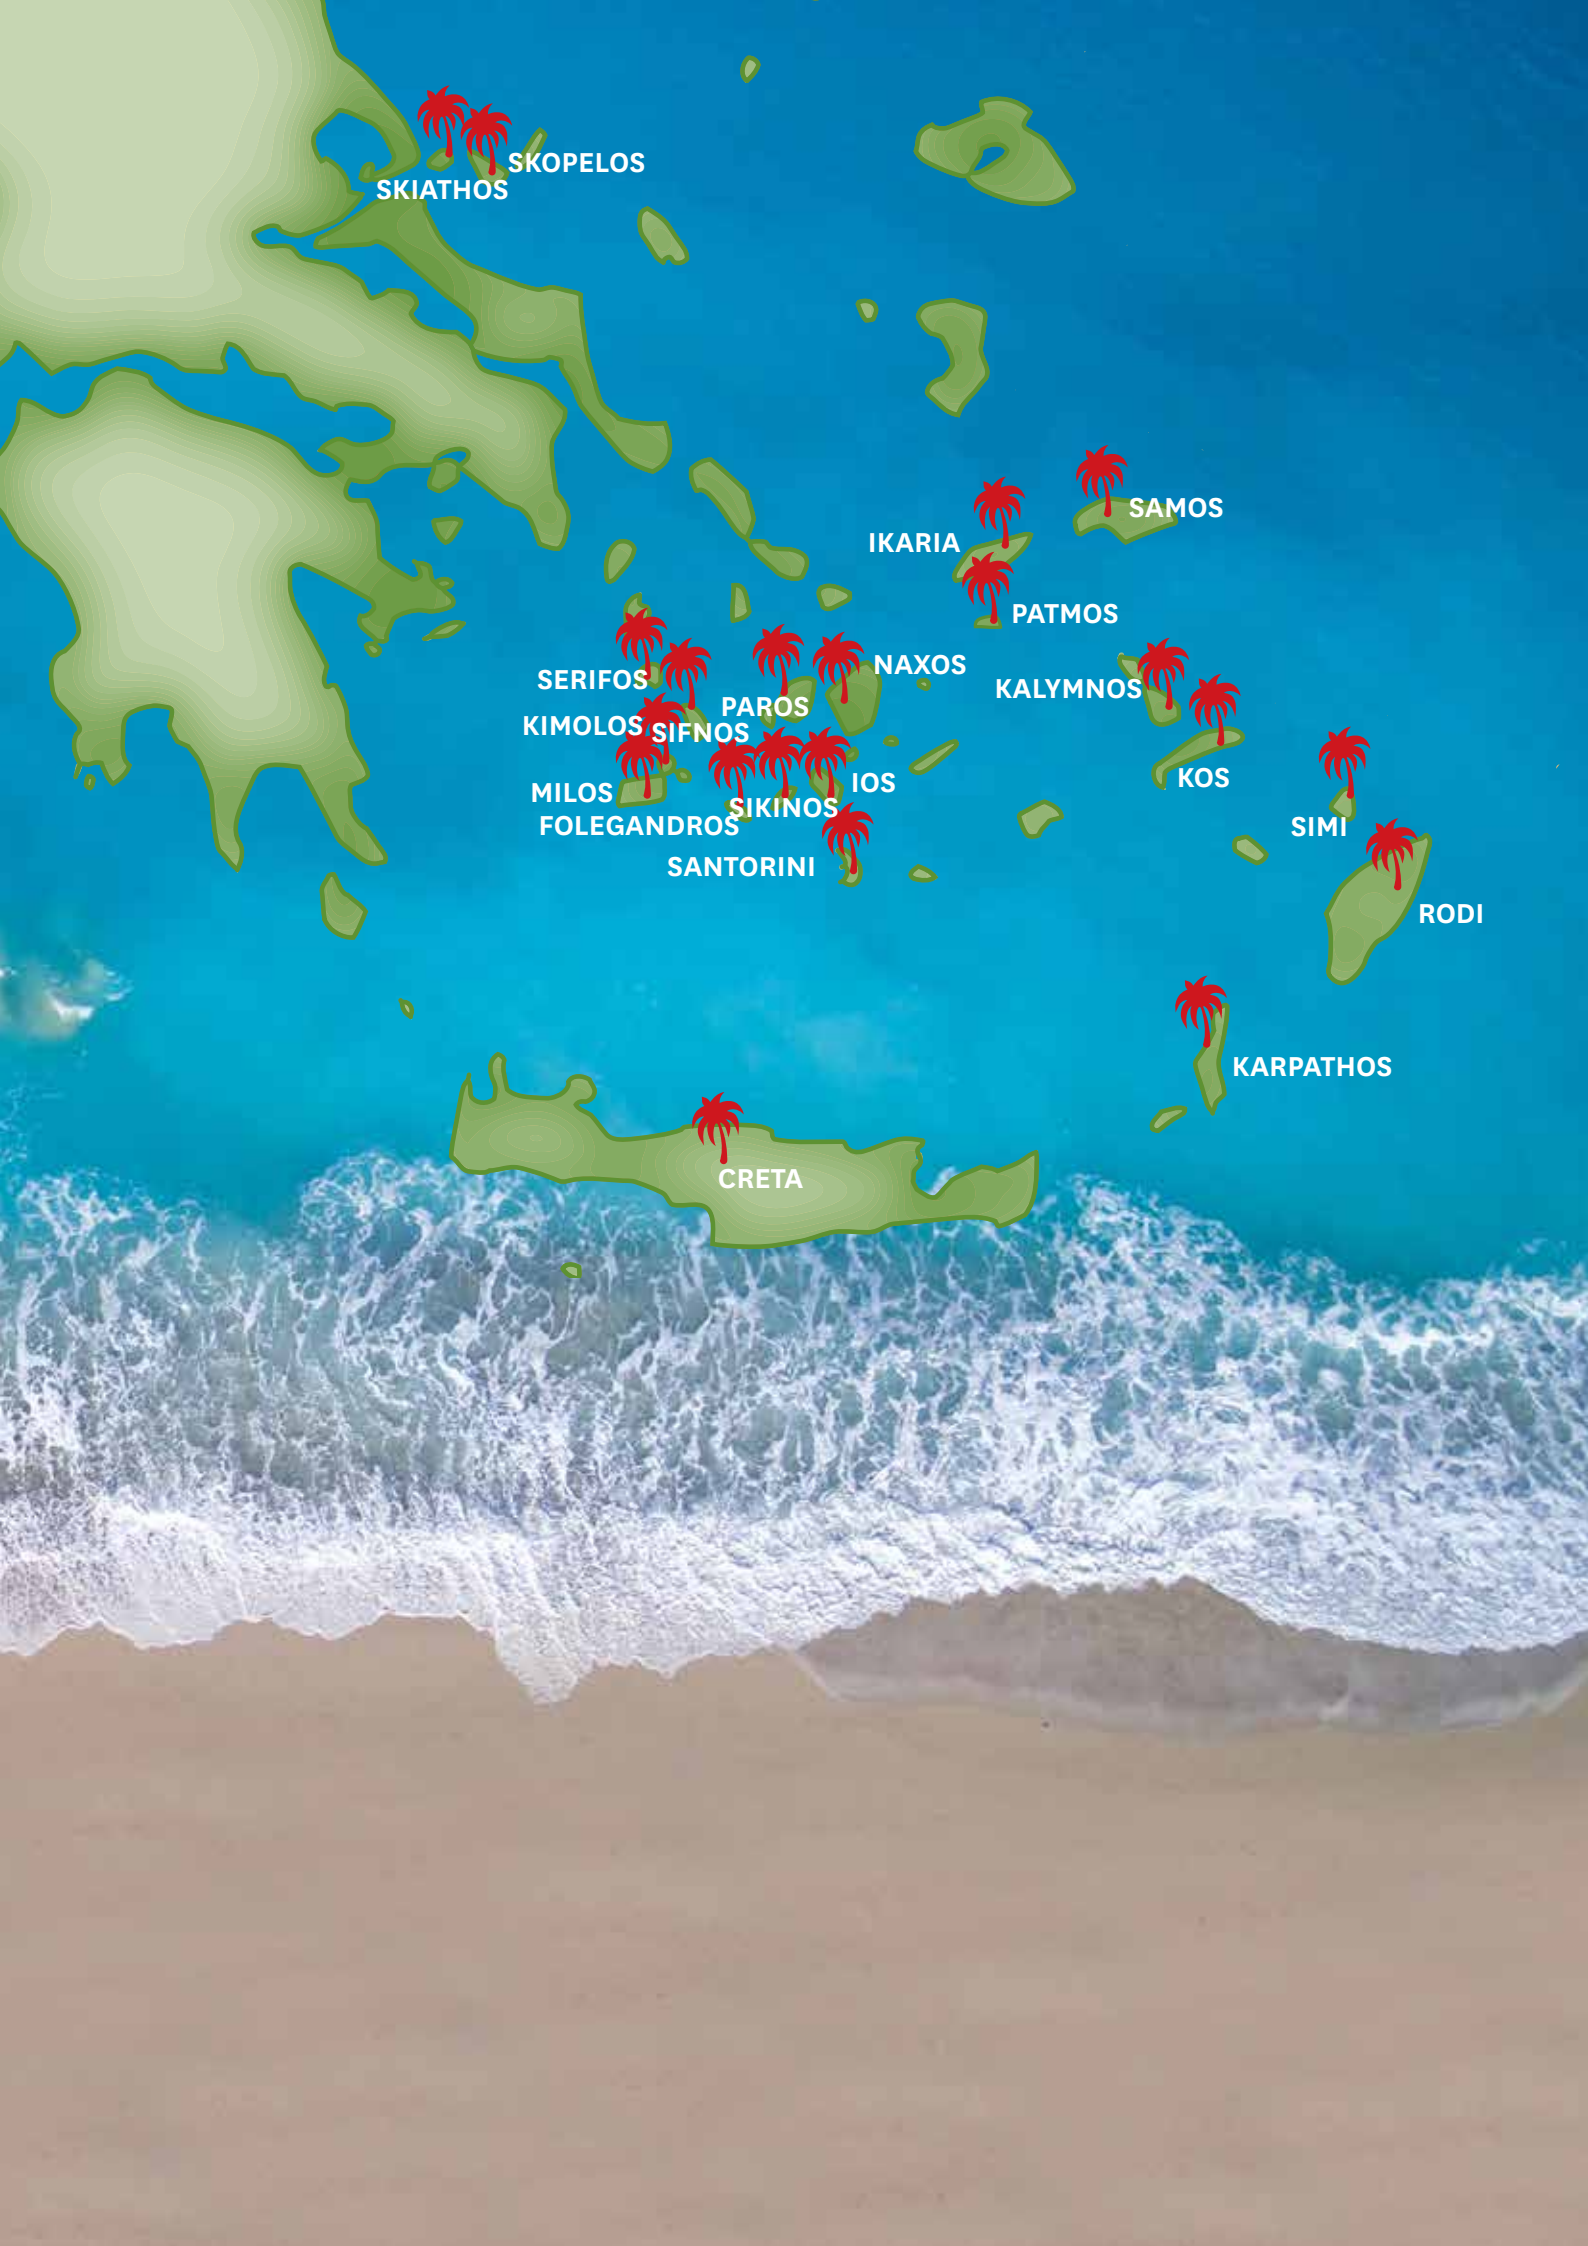 SKOPELOS
SKIATHOS
SAMOS
IKARIA
PATMOS
NAXOS
SERIFOS
KALYMNOS
PAROS
KIMOLOS
SIFNOS
KOS
IOS
MILOS
SIKINOS
FOLEGANDROS
SIMI
SANTORINI
RODI
KARPATHOS
CRETA